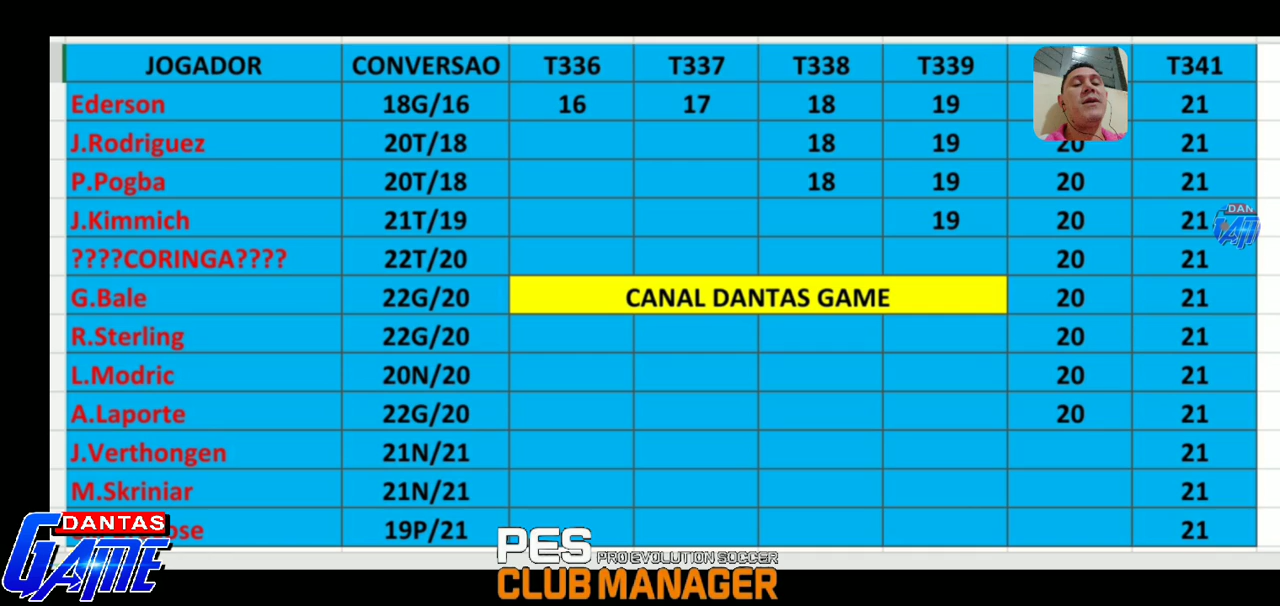 JOGADOR CONVERSAO T336 T337 T338 T339 T341
Ederson 18G/16 16 17 18 19 21
J.Rodriguez 20T/18 18 19 20 21
P.Pogba 20T/18 18 19 20 21
J.Kimmich 21T/19 19 20 21
????CORINGA???? 22T/20 20 21
G.Bale 22G/20 CANAL DANTAS GAME 20 21
R.Sterling 22G/20 20 21
L.Modric 20N/20 20 21
A.Laporte 22G/20 20 21
J.Verthongen 21N/21 21
M.Skriniar 21N/21 21
19P/21 21
DAN
GAM
DANTAS
GAME
PES PRO EVOLUTION SOCCER
CLUB MANAGER